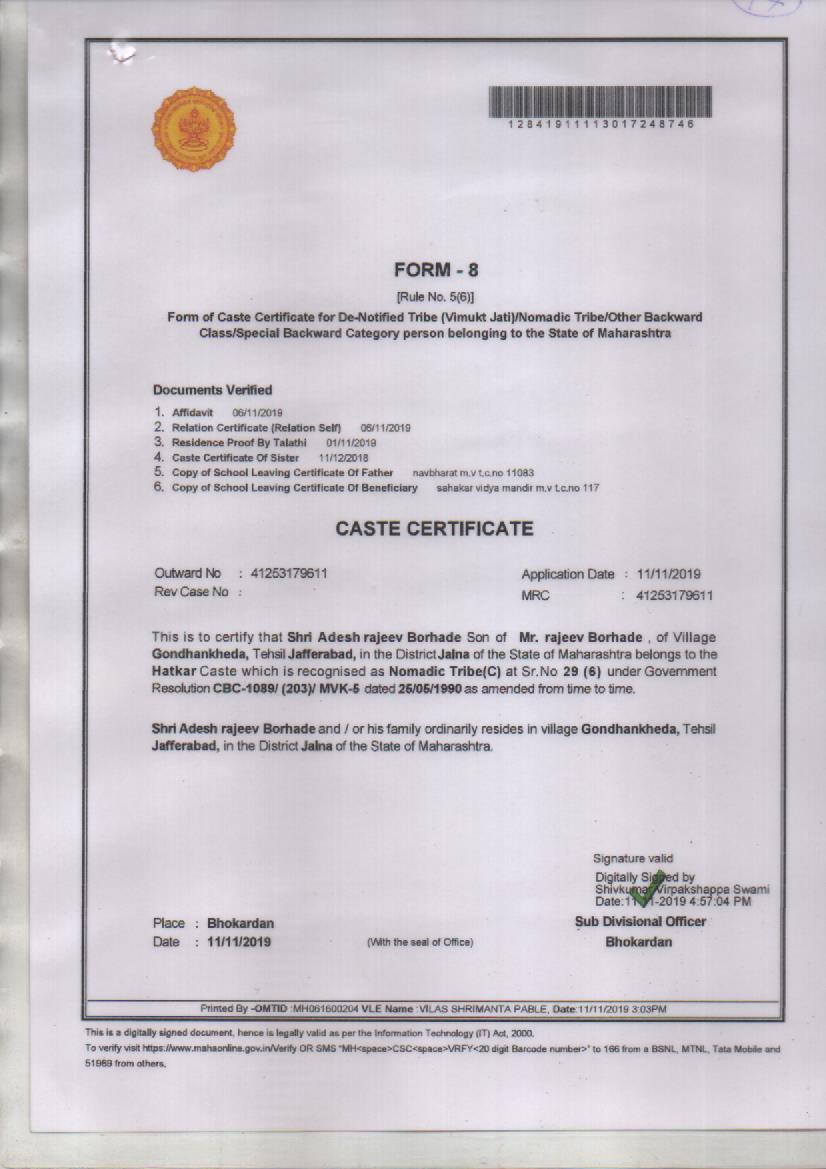 12841911113017248746
FORM - 8
[Rule No. 5(6)]
Form of Caste Certificate for De-Notified Tribe (Vimukt Jati)/Nomadic Tribe/Other Backward
Class/Special Backward Category person belonging to the State of Maharashtra
Documents Verified
1. Affidavit 06/11/2019
2. Relation Certificate (Relation Self) 06/11/2019
3. Residence Proof By Talathi 01/11/2019
4. Caste Certificate Of Sister 11/12/2018
5. Copy of School Leaving Certificate Of Father navbharat m.v t.c.no 11083
6. Copy of School Leaving Certificate Of Beneficiary sahakar vidya mandir m.v t.c.no 117
CASTE CERTIFICATE
Outward No : 41253179611 Application Date : 11/11/2019
Rev Case No : MRC : 41253179611
This is to certify that Shri Adesh rajeev Borhade Son of Mr. rajeev Borhade , of Village
Gondhankheda, Tehsil Jafferabad, in the District Jalna of the State of Maharashtra belongs to the
Hatkar Caste which is recognised as Nomadic Tribe(C) at Sr.No 29 (6) under Government
Resolution CBC-1089/ (203)/ MVK-5 dated 25/05/1990 as amended from time to time.
Shri Adesh rajeev Borhade and / or his family ordinarily resides in village Gondhankheda, Tehsil
Jafferabad, in the District Jalna of the State of Maharashtra.
Signature valid
Digitally Signed by
Shivkumar Virpakshappa Swami
Date:11-11-2019 4:57:04 PM
Place : Bhokardan Sub Divisional Officer
Date : 11/11/2019 (With the seal of Office) Bhokardan
Printed By -OMTID :MH061600204 VLE Name :VILAS SHRIMANTA PABLE, Date:11/11/2019 3:03PM
This is a digitally signed document, hence is legally valid as per the Information Technology (IT) Act, 2000.
To verify visit https://www.mahaonline.gov.in/Verify OR SMS "MH<space>CSC<space>VRFY<20 digit Barcode number>" to 166 from a BSNL, MTNL, Tata Mobile and
51969 from others.